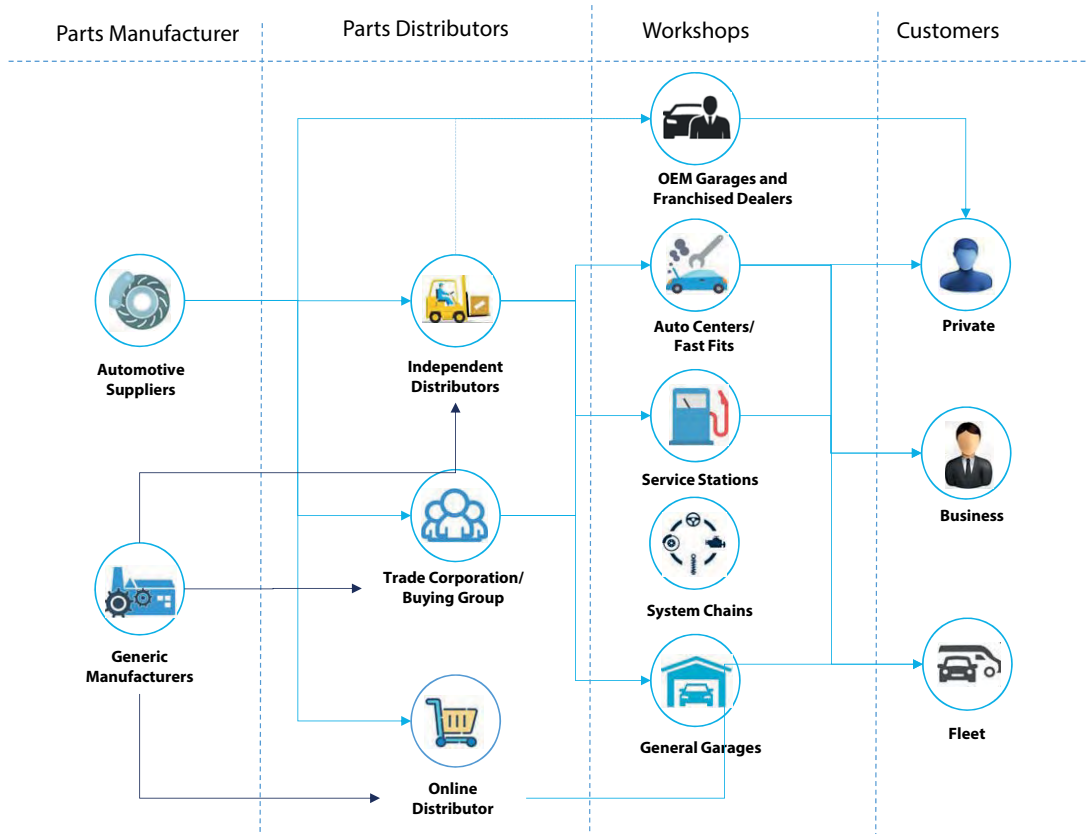 Parts Manufacturer
Parts Distributors
Workshops
Customers
OEM Garages and
Franchised Dealers
Automotive
Suppliers
Independent
Distributors
Auto Centers/
Fast Fits
Private
Service Stations
Business
Trade Corporation/
Buying Group
System Chains
Generic
Manufacturers
General Garages
Fleet
Online
Distributor